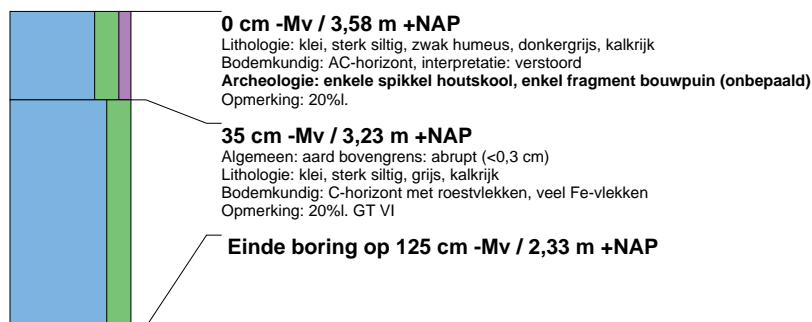 0 cm -Mv / 3,58 m +NAP
Lithologie: klei, sterk siltig, zwak humeus, donkergrijs, kalkrijk
Bodemkundig: AC-horizont, interpretatie: verstoord
Archeologie: enkele spikkel houtskool, enkel fragment bouwpuin (onbepaald)
Opmerking: 20%l.
35 cm -Mv / 3,23 m +NAP
Algemeen: aard bovengrens: abrupt (<0,3 cm)
Lithologie: klei, sterk siltig, grijs, kalkrijk
Bodemkundig: C-horizont met roestvlekken, veel Fe-vlekken
Opmerking: 20%l. GT VI
Einde boring op 125 cm -Mv / 2,33 m +NAP